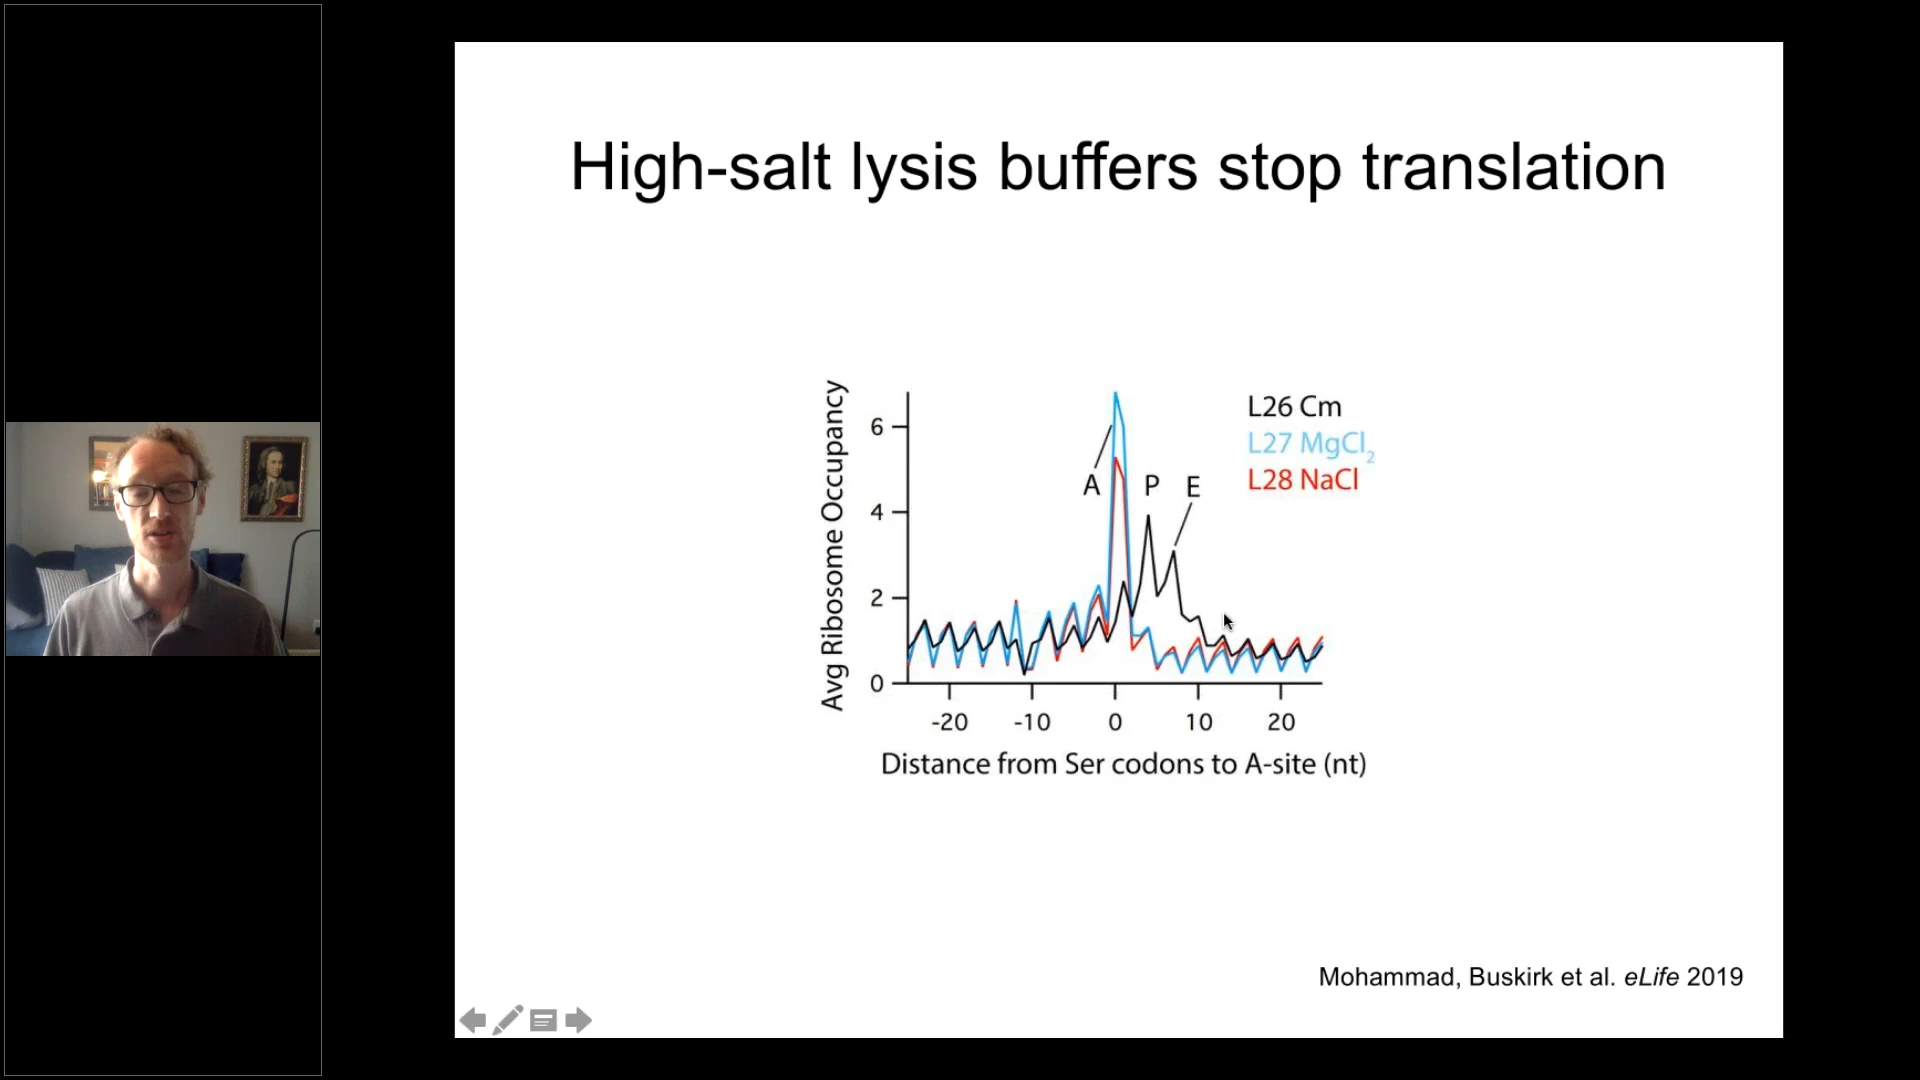 High-salt lysis buffers stop translation
Avg Ribosome Occupancy
6
4
2
0
A
P
E
L26 Cm
L27 MgCl₂
L28 NaCl
-20
-10
0
10
20
Distance from Ser codons to A-site (nt)
Mohammad, Buskirk et al. eLife 2019